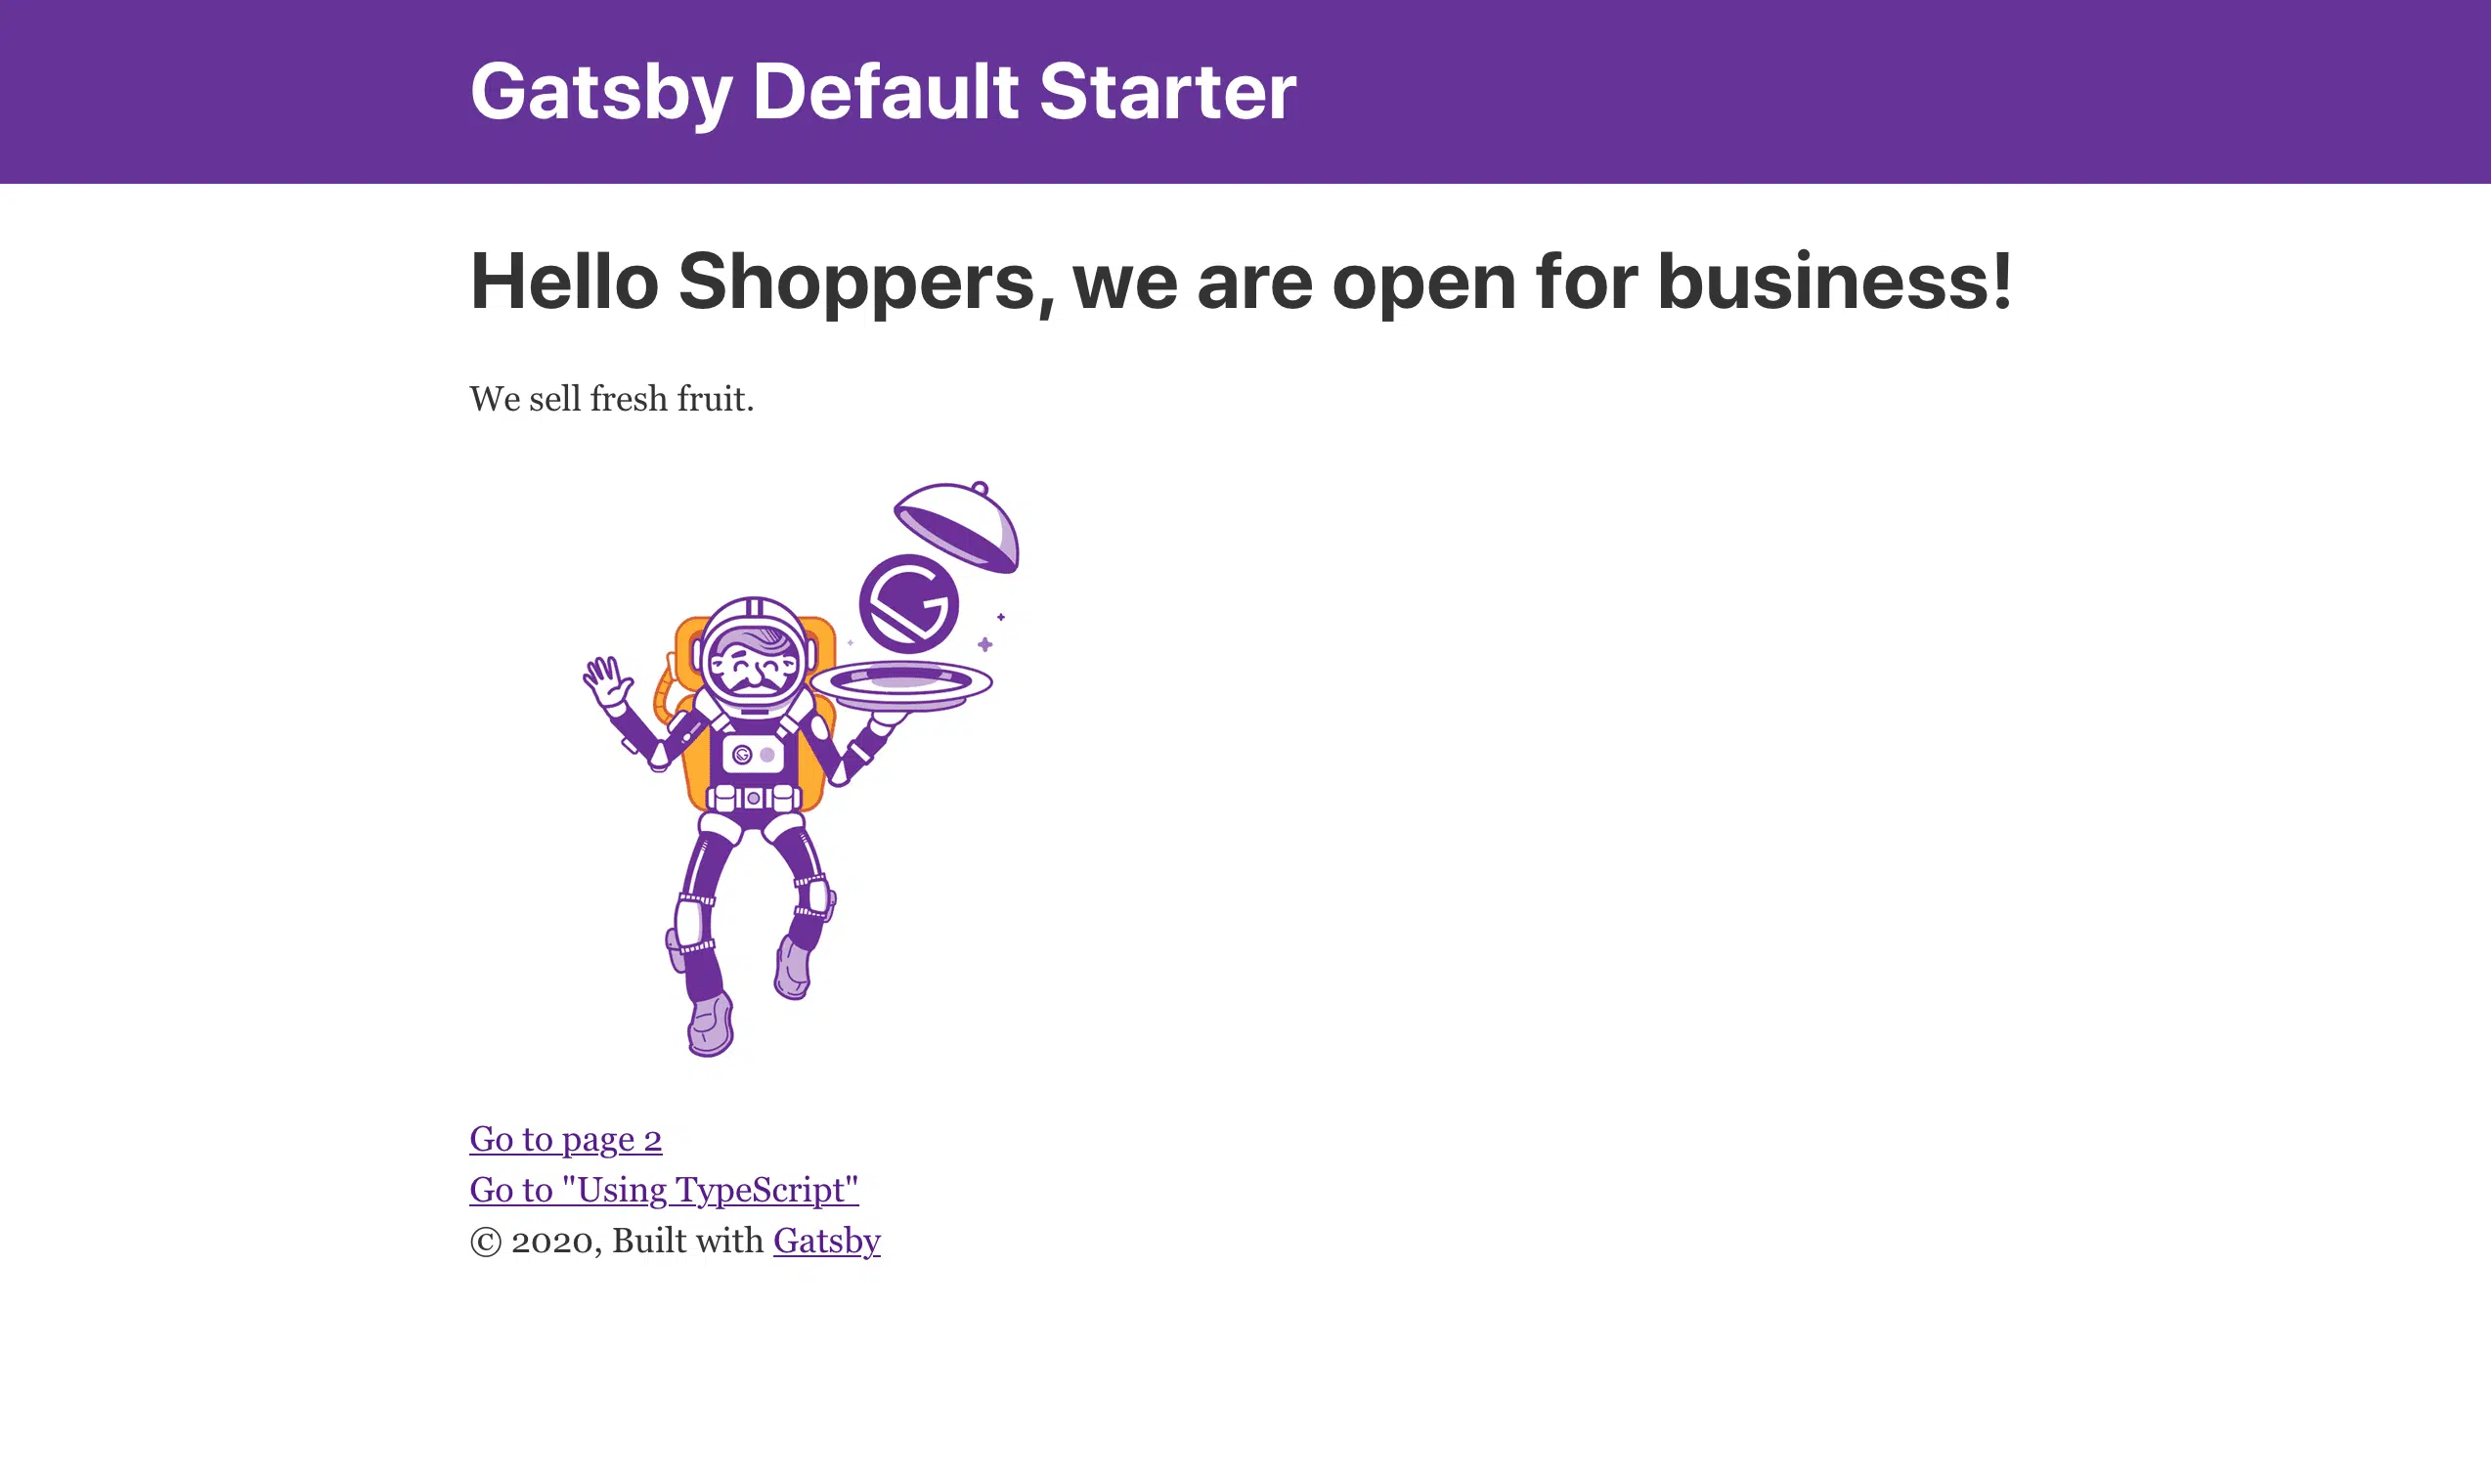 Gatsby Default Starter
Hello Shoppers, we are open for business!
We sell fresh fruit.
Go to page 2
Go to "Using TypeScript"
© 2020, Built with Gatsby